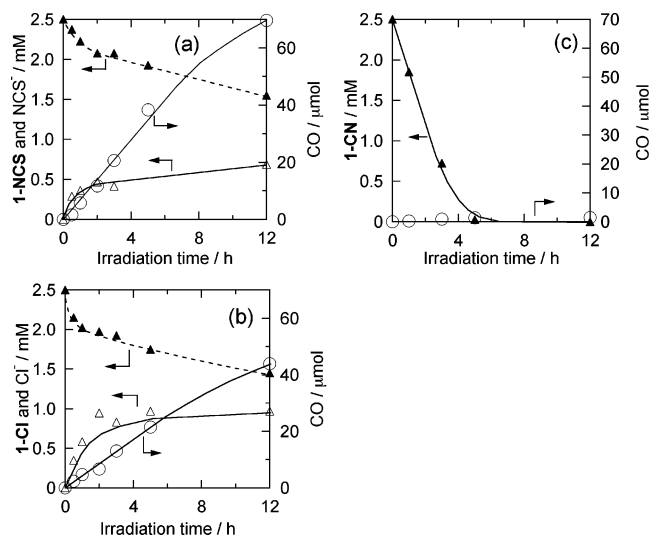 (a)
1-NCS and NCS⁻ / mM
2.5
2.0
1.5
1.0
0.5
0
0 4 8 12
Irradiation time / h
60
40
20
0
CO / μmol
(c)
1-CN / mM
2.5
2.0
1.5
1.0
0.5
0
0 4 8 12
Irradiation time / h
70
60
50
40
30
20
10
0
CO / μmol
(b)
1-Cl and Cl⁻ / mM
2.5
2.0
1.5
1.0
0.5
0
0 4 8 12
Irradiation time / h
60
40
20
0
CO / μmol